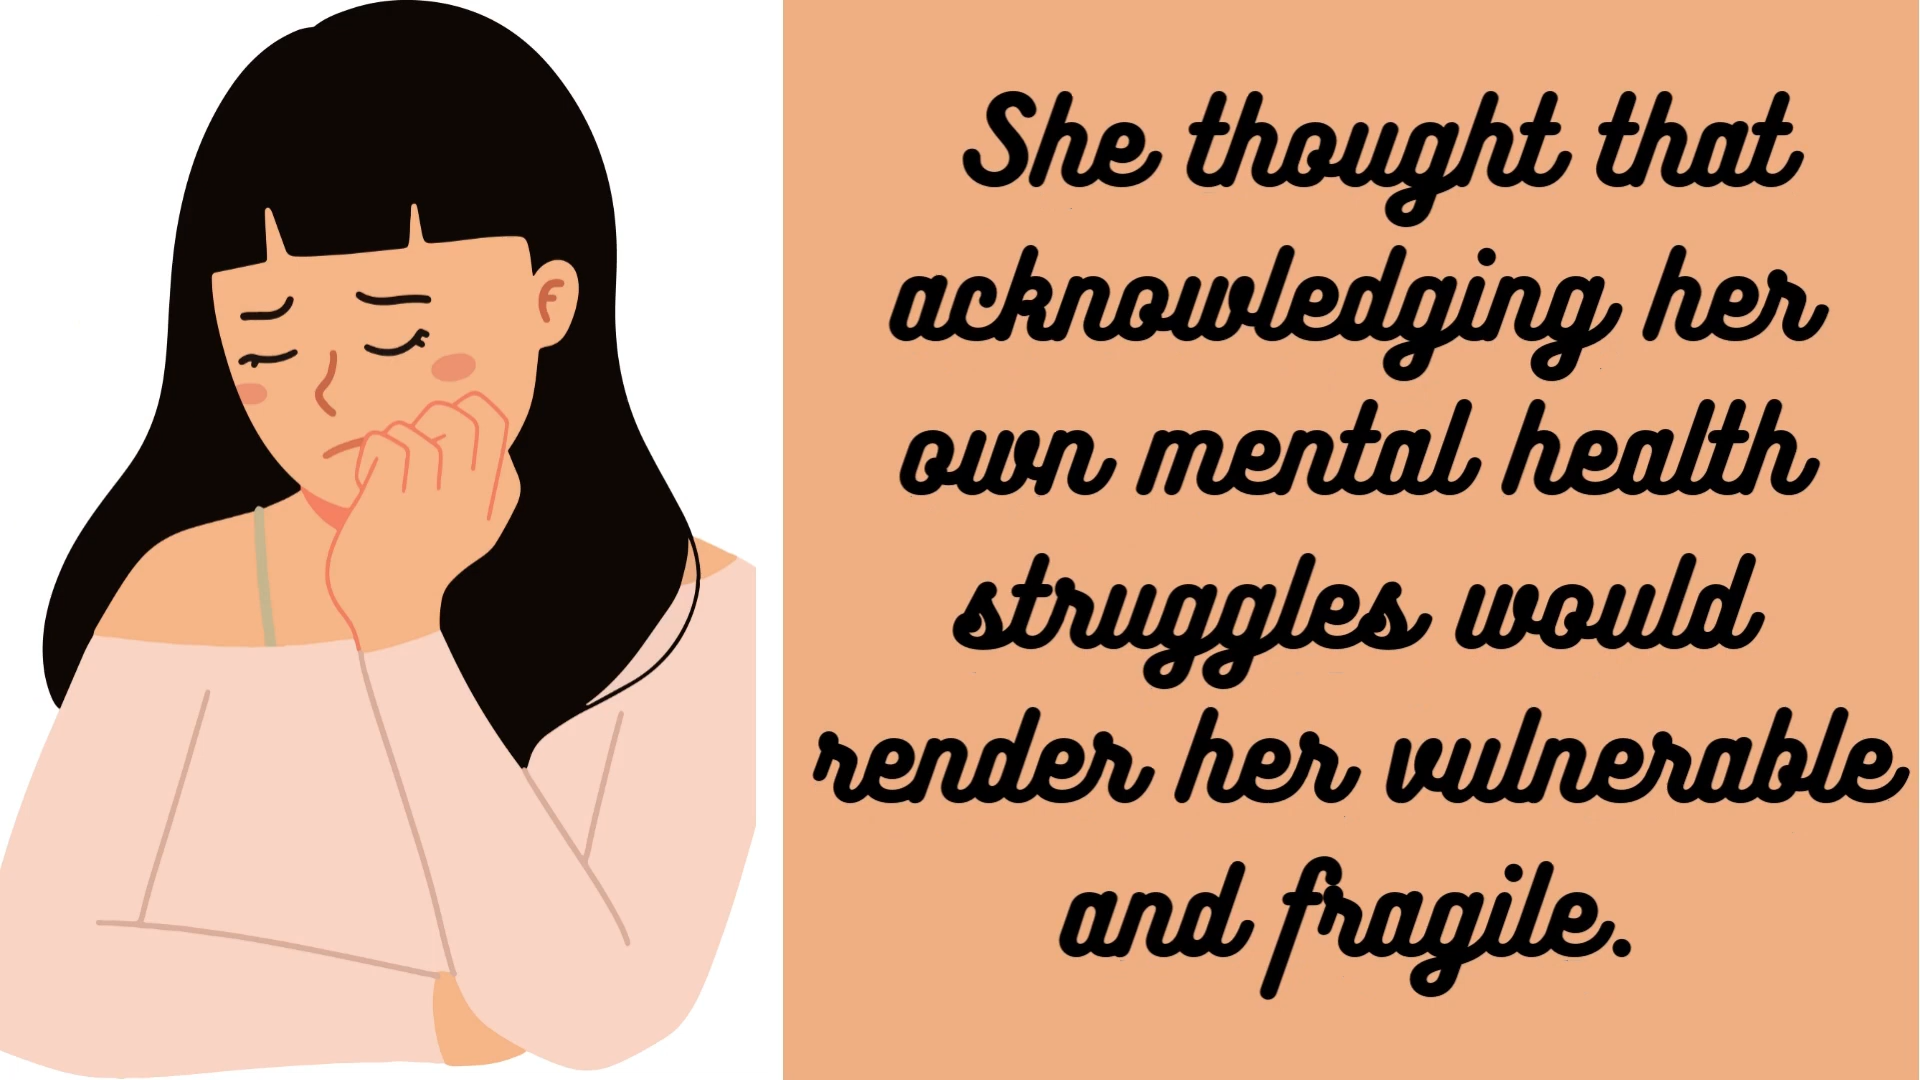 She thought that
acknowledging her
own mental health
struggles would
render her vulnerable
and fragile.